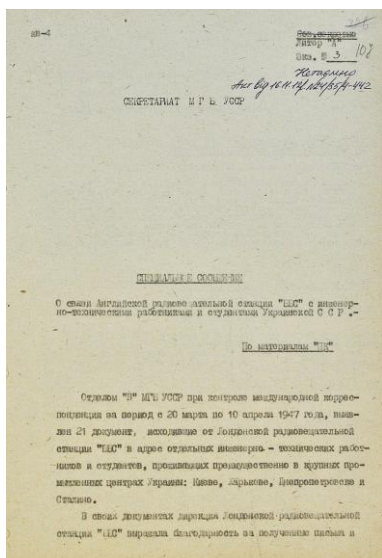 Сов.секретно
Литер "А"
Экз. № 3
Нетаємно
СЕКРЕТАРИАТ М Г Б УССР
СПЕЦИАЛЬНОЕ СООБЩЕНИЕ
О связи Английской радиовещательной станции "ББС" с инженер-
но-техническими работниками и студентами Украинской С С Р .-
По материалам
Отделом "В" МГБ УССР при контроле международной коррес-
понденции за период с 20 марта по 10 апреля 1947 года, выяв-
лен 21 документ, исходившие от Лондонской радиовещательной
станции "ББС" в адрес отдельных инженерно - технических работ-
ников и студентов, проживающих преимущественно в крупных про-
мышленных центрах Украины: Киеве, Харькове, Днепропетровске и
Сталино.
В своих документах дирекция Лондонской радиовещательной
станции "ББС" выражала благодарность за полученные письма и